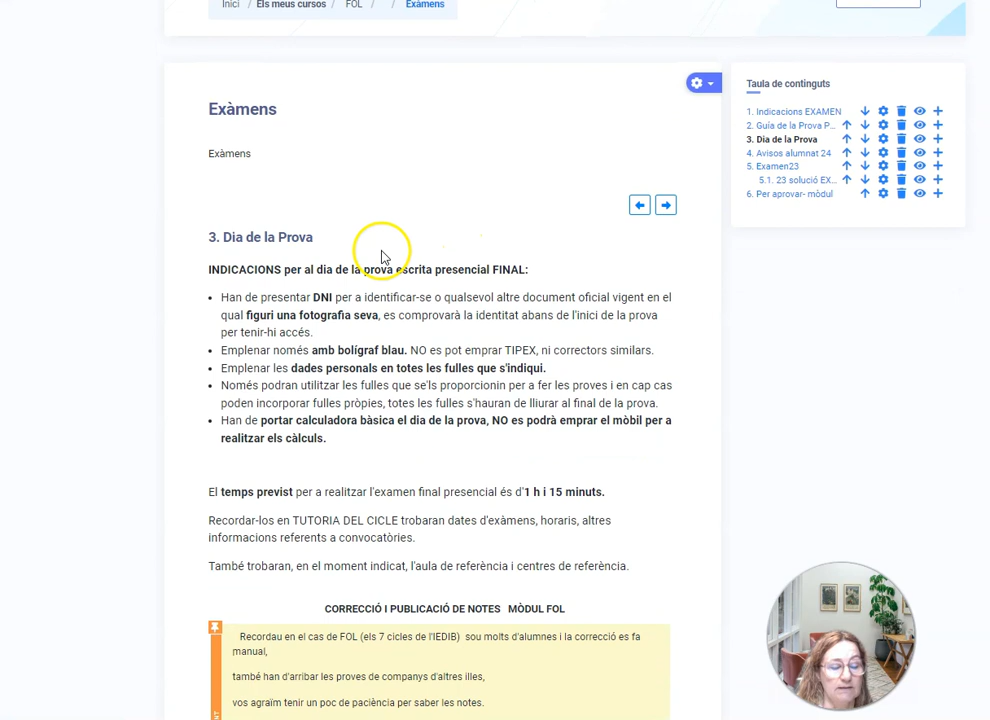 Inici / Els meus cursos / FOL / / Exàmens
Exàmens
Exàmens
3. Dia de la Prova
INDICACIONS per al dia de la prova escrita presencial FINAL:
Han de presentar DNI per a identificar-se o qualsevol altre document oficial vigent en el
qual figuri una fotografia seva, es comprovarà la identitat abans de l'inici de la prova
per tenir-hi accés.
Emplenar només amb bolígraf blau. NO es pot emprar TIPEX, ni correctors similars.
Emplenar les dades personals en totes les fulles que s'indiqui.
Només podran utilitzar les fulles que se'ls proporcionin per a fer les proves i en cap cas
poden incorporar fulles pròpies, totes les fulles s'hauran de lliurar al final de la prova.
Han de portar calculadora bàsica el dia de la prova, NO es podrà emprar el mòbil per a
realitzar els càlculs.
El temps previst per a realitzar l'examen final presencial és d'1 h i 15 minuts.
Recordar-los en TUTORIA DEL CICLE trobaran dates d'exàmens, horaris, altres
informacions referents a convocatòries.
També trobaran, en el moment indicat, l'aula de referència i centres de referència.
CORRECCIÓ I PUBLICACIÓ DE NOTES MÒDUL FOL
Recordau en el cas de FOL (els 7 cicles de l'IEDIB) sou molts d'alumnes i la correcció es fa
manual,
també han d'arribar les proves de companys d'altres illes,
vos agraïm tenir un poc de paciència per saber les notes.
Taula de continguts
1. Indicacions EXAMEN
2. Guía de la Prova P...
3. Dia de la Prova
4. Avisos alumnat 24
5. Examen23
5.1. 23 solució EX...
6. Per aprovar- mòdul